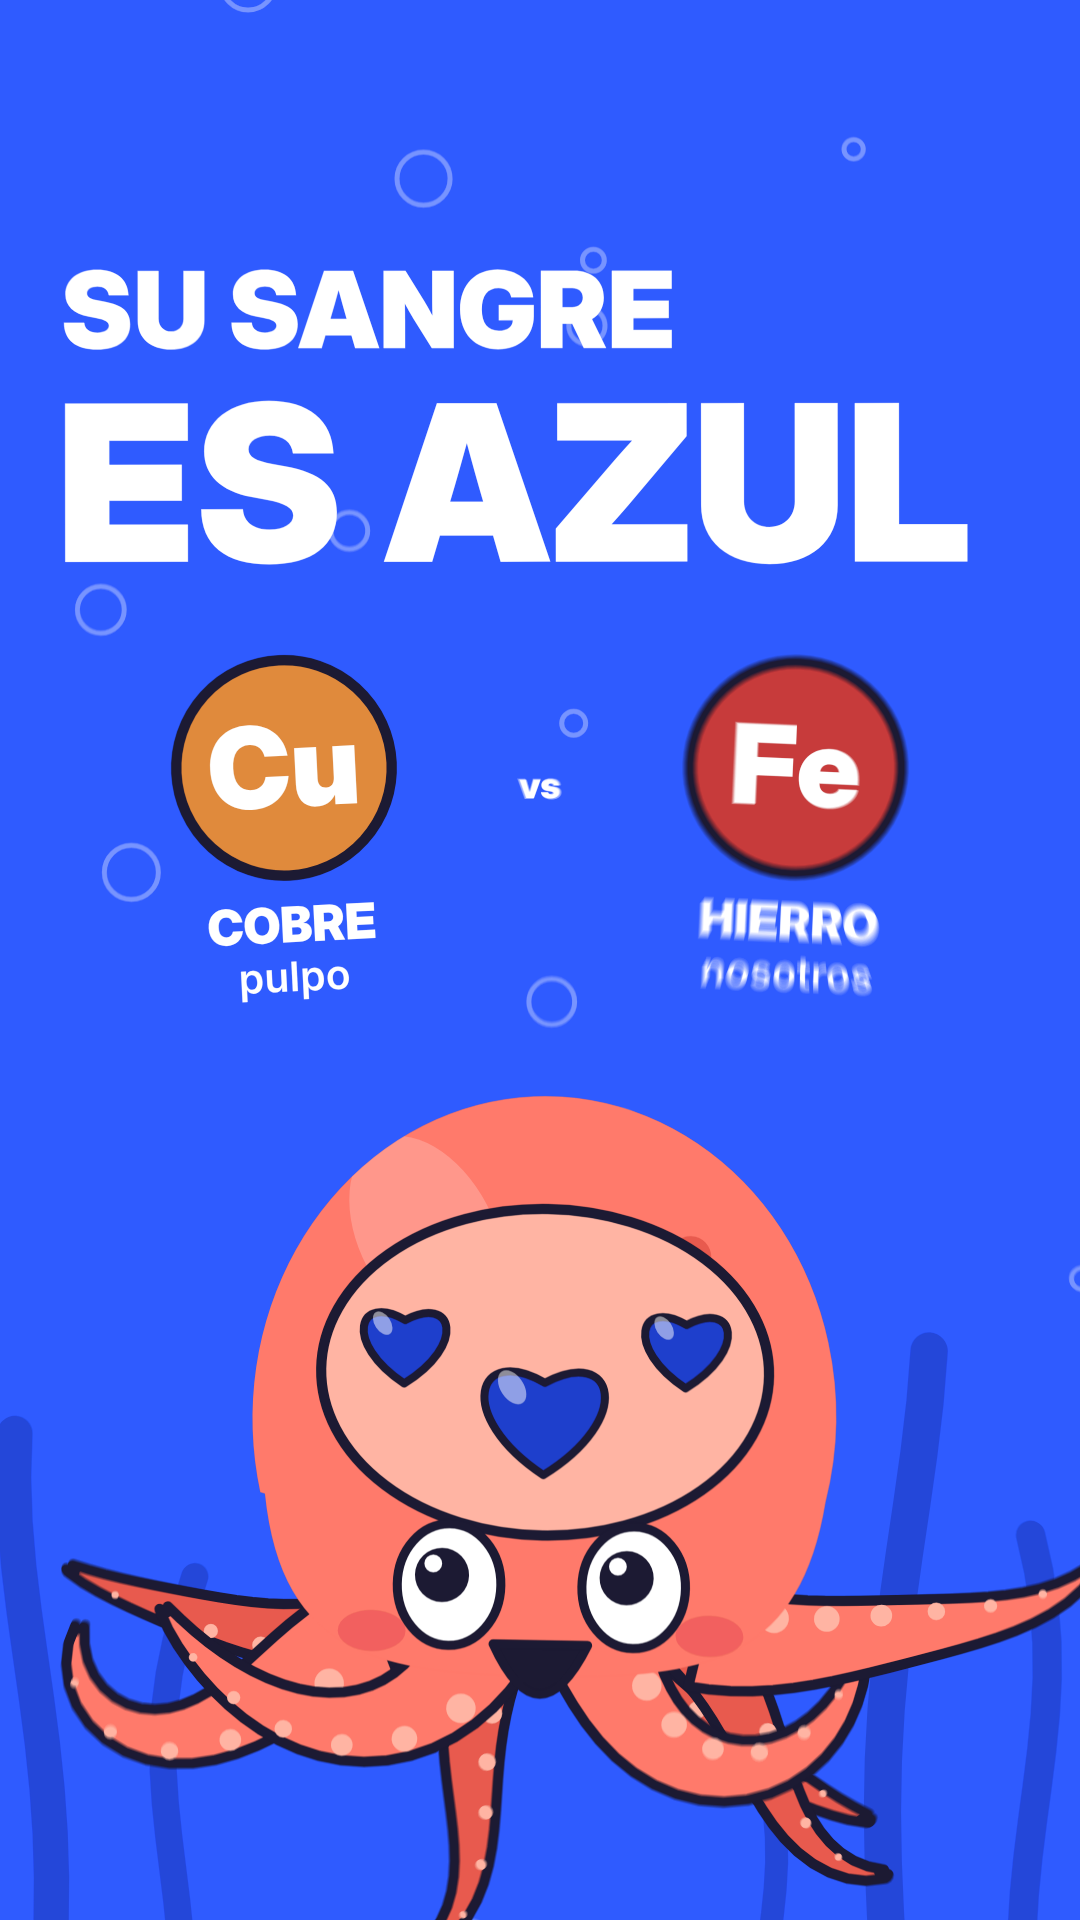 SU SANGRE
ES AZUL
Cu
vs
Fe
COBRE
pulpo
HIERRO
nosotros